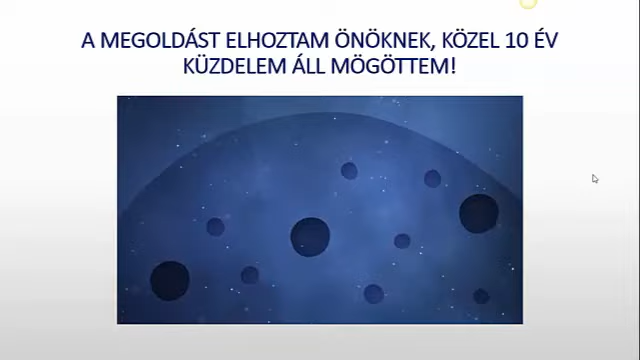 A MEGOLDÁST ELHOZTAM ÖNÖKNEK, KÖZEL 10 ÉV
KÜZDELEM ÁLL MÖGÖTTEM!